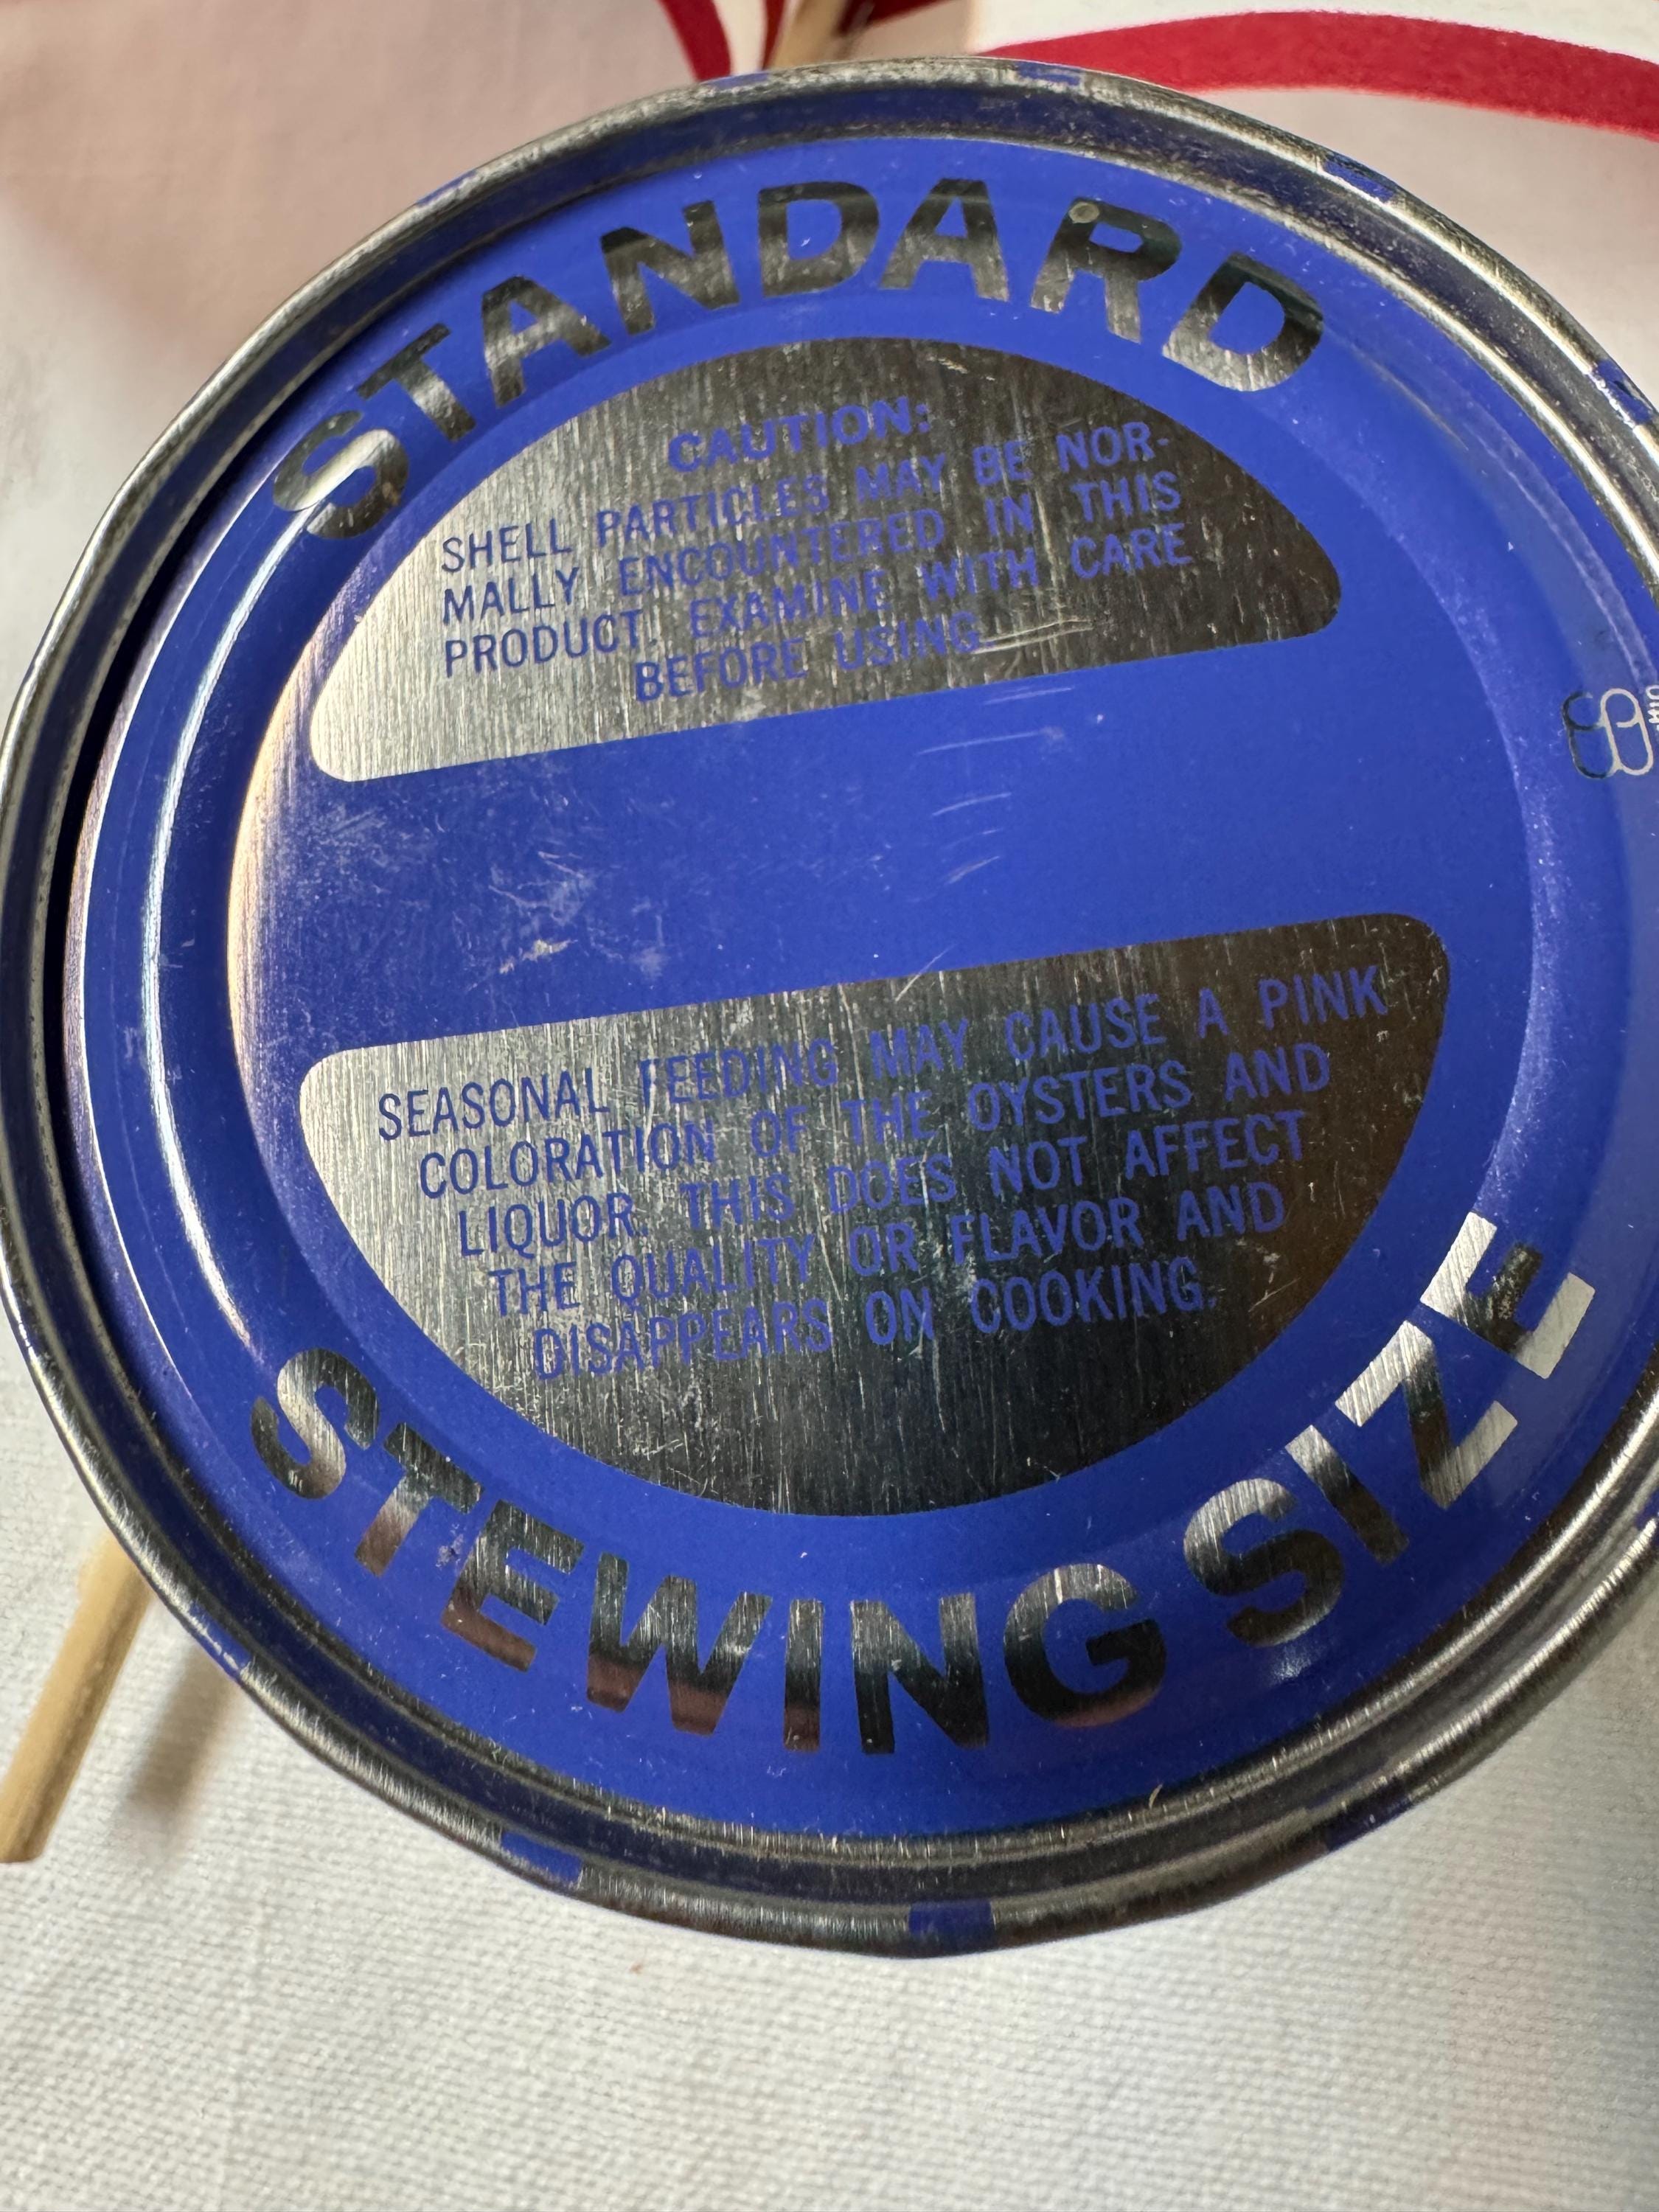 STANDARD
CAUTION:
SHELL PARTICLES MAY BE NOR-
MALLY ENCOUNTERED IN THIS
PRODUCT. EXAMINE WITH CARE
BEFORE USING
SEASONAL FEEDING MAY CAUSE A PINK
COLORATION OF THE OYSTERS AND
LIQUOR. THIS DOES NOT AFFECT
THE QUALITY OR FLAVOR AND
DISAPPEARS ON COOKING.
STEWING SIZE